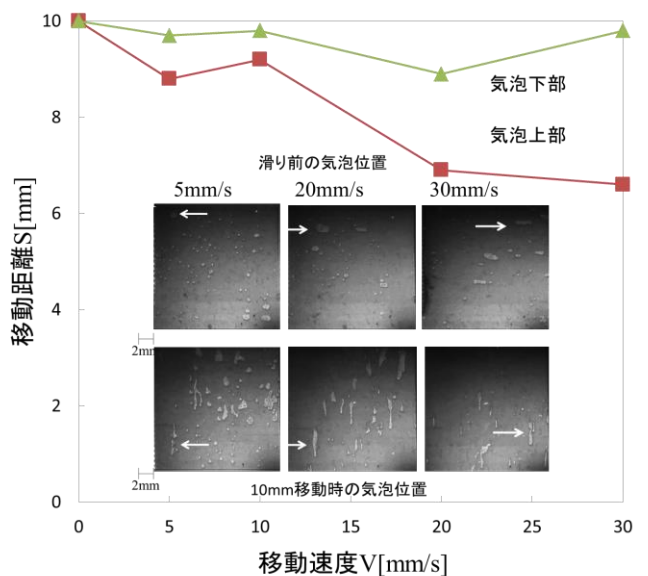 10
8
6
4
2
0
移動距離S[mm]
気泡下部
気泡上部
滑り前の気泡位置
5mm/s
20mm/s
30mm/s
2mm
2mm
10mm移動時の気泡位置
0
5
10
15
20
25
30
移動速度V[mm/s]